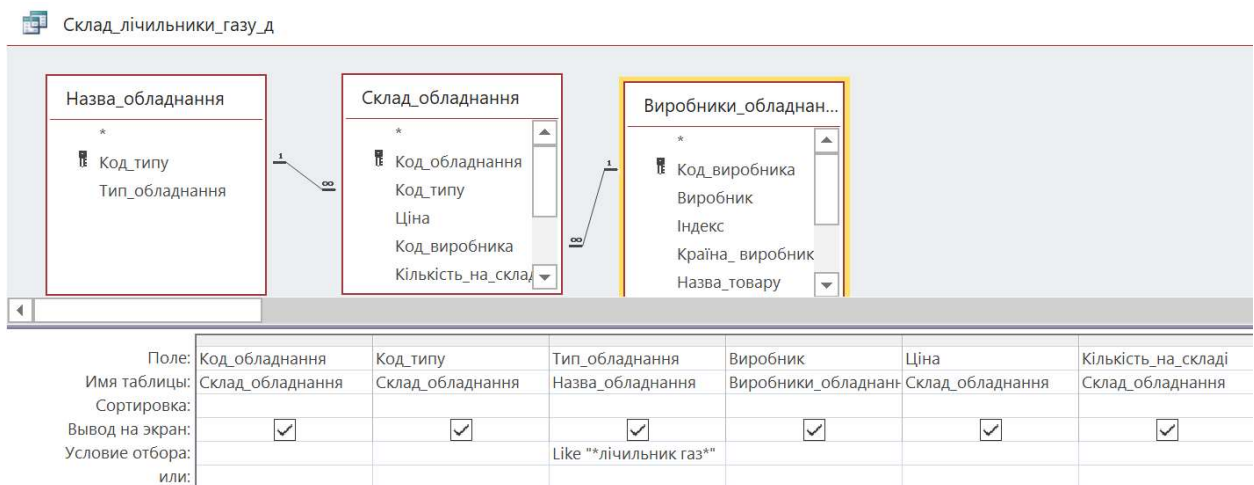 Склад_лічильники_газу_д
Назва_обладнання
*
Код_типу
Тип_обладнання
1
∞
Склад_обладнання
*
Код_обладнання
Код_типу
Ціна
Код_виробника
Кількість_на_склад
1
∞
Виробники_обладнан...
*
Код_виробника
Виробник
Індекс
Країна_ виробник
Назва_товару
Поле: Код_обладнання Код_типу Тип_обладнання Виробник Ціна Кількість_на_складі
Имя таблицы: Склад_обладнання Склад_обладнання Назва_обладнання Виробники_обладнанн Склад_обладнання Склад_обладнання
Сортировка:
Вывод на экран:
Условие отбора: Like "*лічильник газ*"
или: